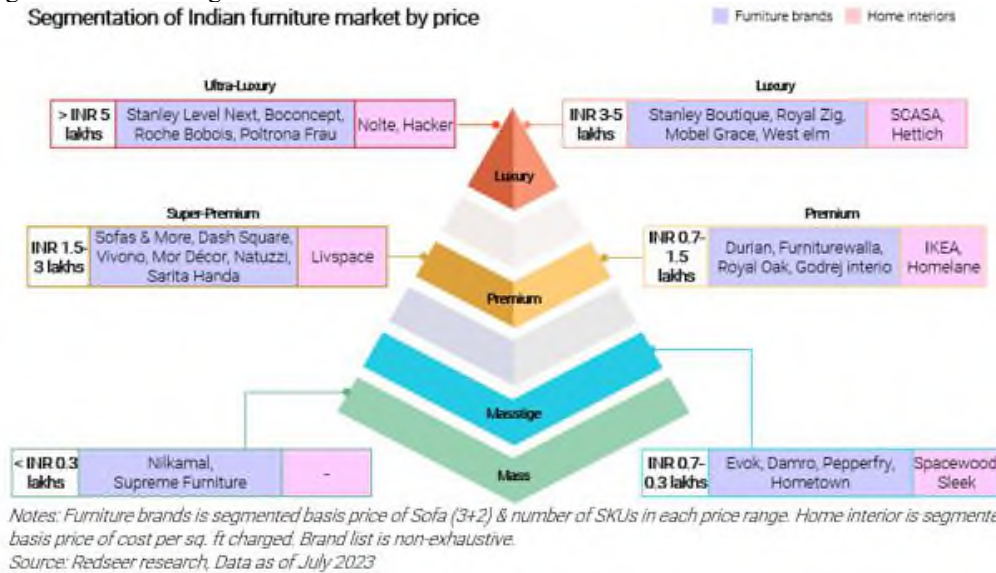 Segmentation of Indian furniture market by price
Furniture brands
Home interiors
Ultra-Luxury
> INR 5
lakhs
Stanley Level Next, Boconcept,
Roche Bobois, Poltrona Frau
Nolte, Hacker
Luxury
INR 3-5
lakhs
Stanley Boutique, Royal Zig,
Mobel Grace, West elm
SCASA,
Hettich
Luxury
Super-Premium
INR 1.5-
3 lakhs
Sofas & More, Dash Square,
Vivono, Mor Décor, Natuzzi,
Sarita Handa
Livspace
Premium
INR 0.7-
1.5
lakhs
Durian, Furniturewalla,
Royal Oak, Godrej interio
IKEA,
Homelane
Premium
Masstige
Mass
< INR 0.3
lakhs
Nilkamal,
Supreme Furniture
-
INR 0.7-
0.3 lakhs
Evok, Damro, Pepperfry,
Hometown
Spacewood
Sleek
Notes: Furniture brands is segmented basis price of Sofa (3+2) & number of SKUs in each price range. Home interior is segmente
basis price of cost per sq. ft charged. Brand list is non-exhaustive.
Source: Redseer research, Data as of July 2023